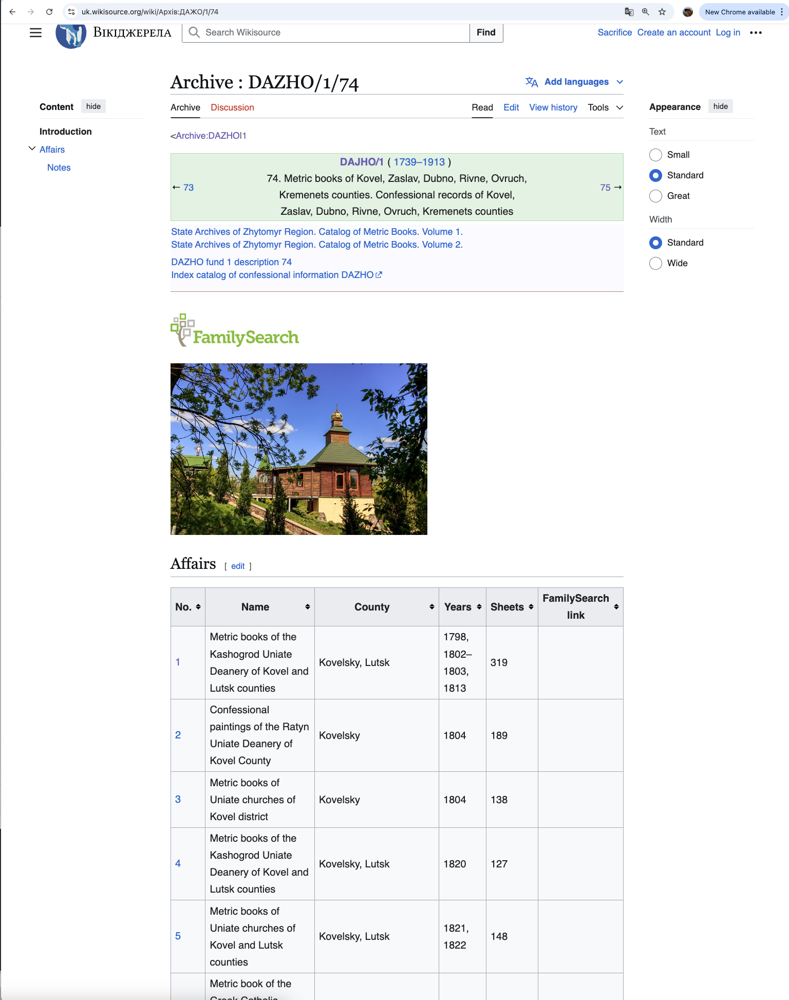 uk.wikisource.org/wiki/Архів:ДАЖО/1/74
New Chrome available
ВІКІДЖЕРЕЛА
Search Wikisource
Find
Sacrifice Create an account Log in
Archive : DAZHO/1/74
Add languages
Content hide
Introduction
Affairs
Notes
Archive Discussion
Read Edit View history Tools
<Archive:DAZHO|1
DAJHO/1 ( 1739–1913 )
← 73
74. Metric books of Kovel, Zaslav, Dubno, Rivne, Ovruch,
Kremenets counties. Confessional records of Kovel,
Zaslav, Dubno, Rivne, Ovruch, Kremenets counties
75 →
State Archives of Zhytomyr Region. Catalog of Metric Books. Volume 1.
State Archives of Zhytomyr Region. Catalog of Metric Books. Volume 2.
DAZHO fund 1 description 74
Index catalog of confessional information DAZHO
Appearance hide
Text
Small
Standard
Great
Width
Standard
Wide
FamilySearch
Affairs [ edit ]
No. Name County Years Sheets FamilySearch
link
1
Metric books of the
Kashogrod Uniate
Deanery of Kovel and
Lutsk counties
Kovelsky, Lutsk
1798,
1802–
1803,
1813
319
2
Confessional
paintings of the Ratyn
Uniate Deanery of
Kovel County
Kovelsky
1804
189
3
Metric books of
Uniate churches of
Kovel district
Kovelsky
1804
138
4
Metric books of the
Kashogrod Uniate
Deanery of Kovel and
Lutsk counties
Kovelsky, Lutsk
1820
127
5
Metric books of
Uniate churches of
Kovel and Lutsk
counties
Kovelsky, Lutsk
1821,
1822
148
Metric book of the
Greek Catholic